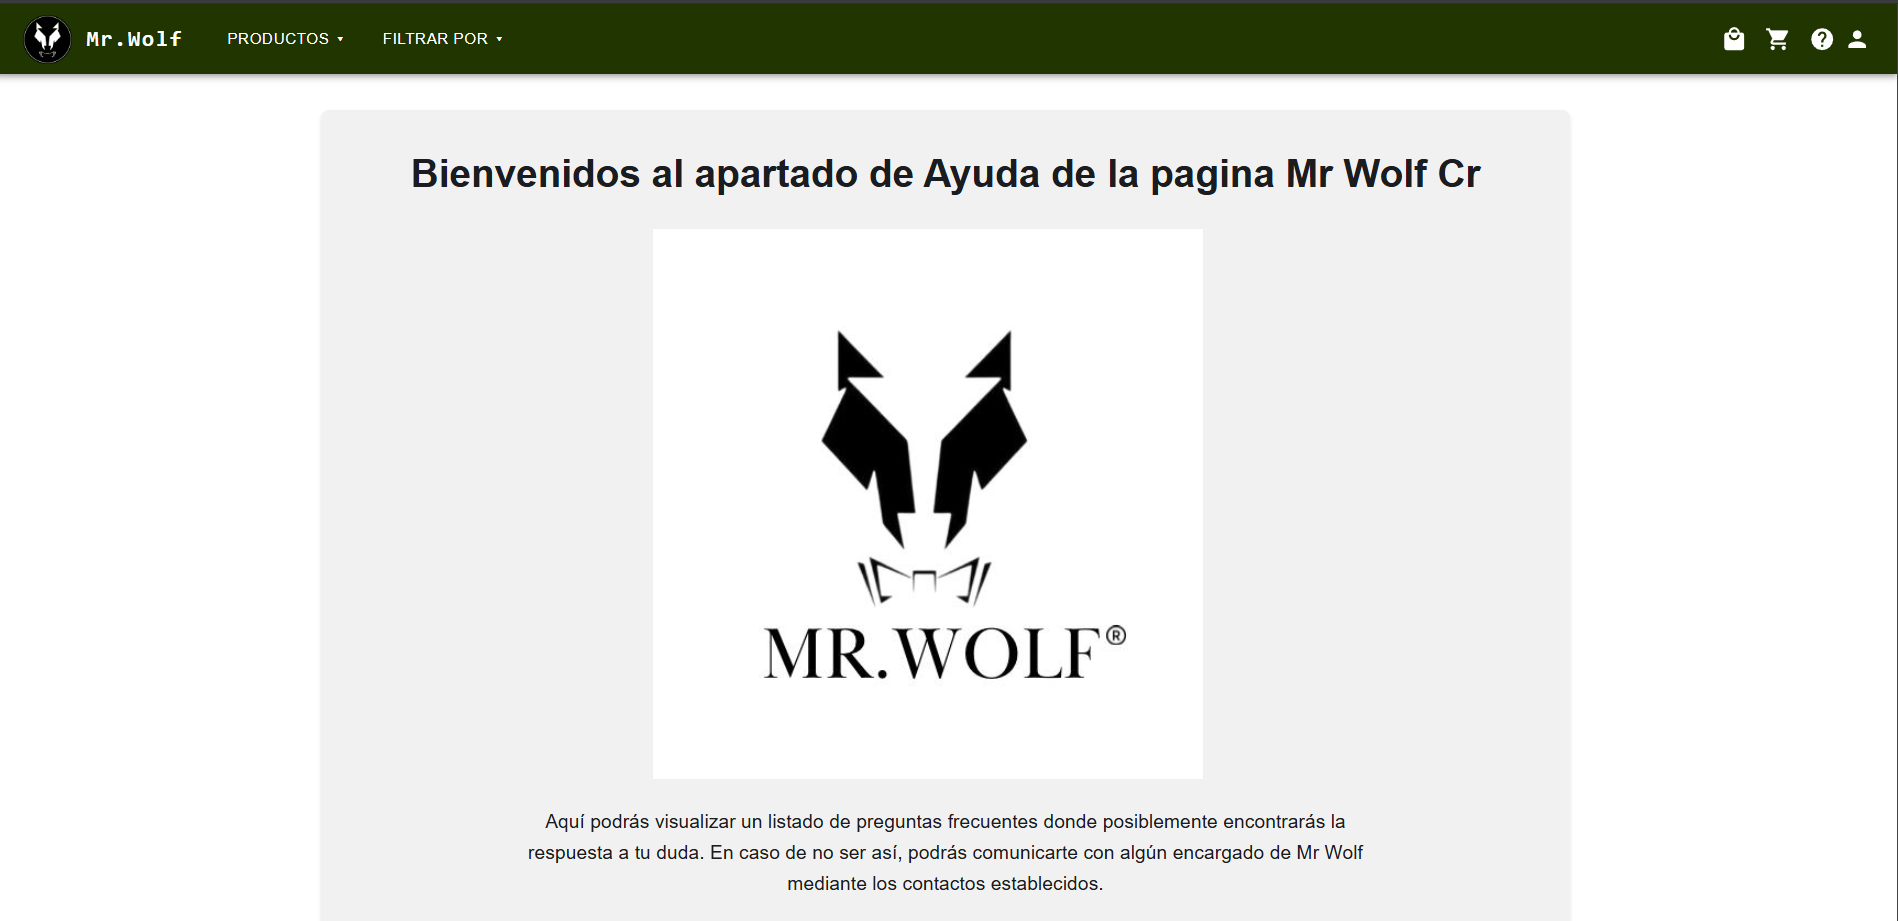 Mr.Wolf PRODUCTOS FILTRAR POR
Bienvenidos al apartado de Ayuda de la pagina Mr Wolf Cr
MR.WOLF®
Aquí podrás visualizar un listado de preguntas frecuentes donde posiblemente encontrarás la
respuesta a tu duda. En caso de no ser así, podrás comunicarte con algún encargado de Mr Wolf
mediante los contactos establecidos.